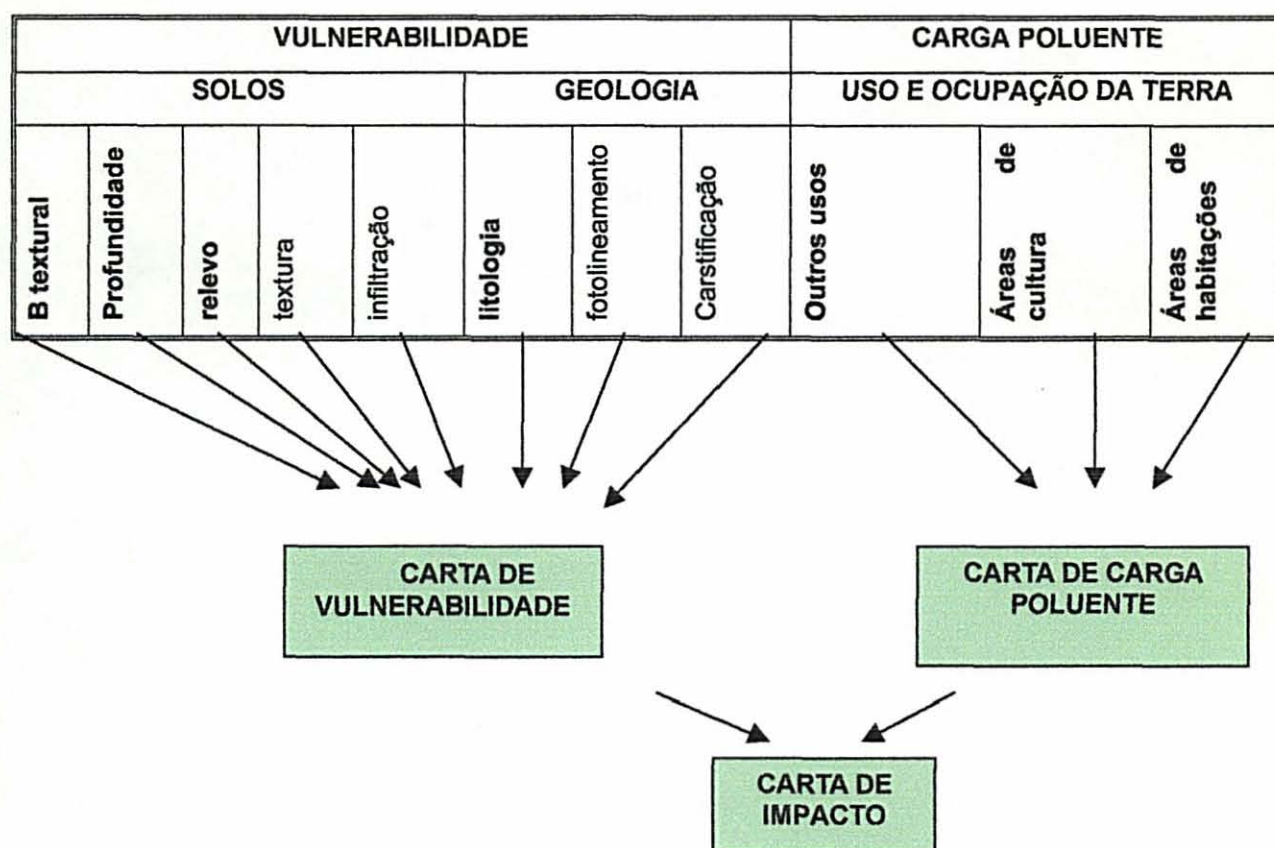 VULNERABILIDADE
CARGA POLUENTE
SOLOS
GEOLOGIA
USO E OCUPAÇÃO DA TERRA
B textural
Profundidade
relevo
textura
infiltração
litologia
fotolineamento
Carstificação
Outros usos
Áreas de
cultura
Áreas de
habitações
CARTA DE
VULNERABILIDADE
CARTA DE CARGA
POLUENTE
CARTA DE
IMPACTO